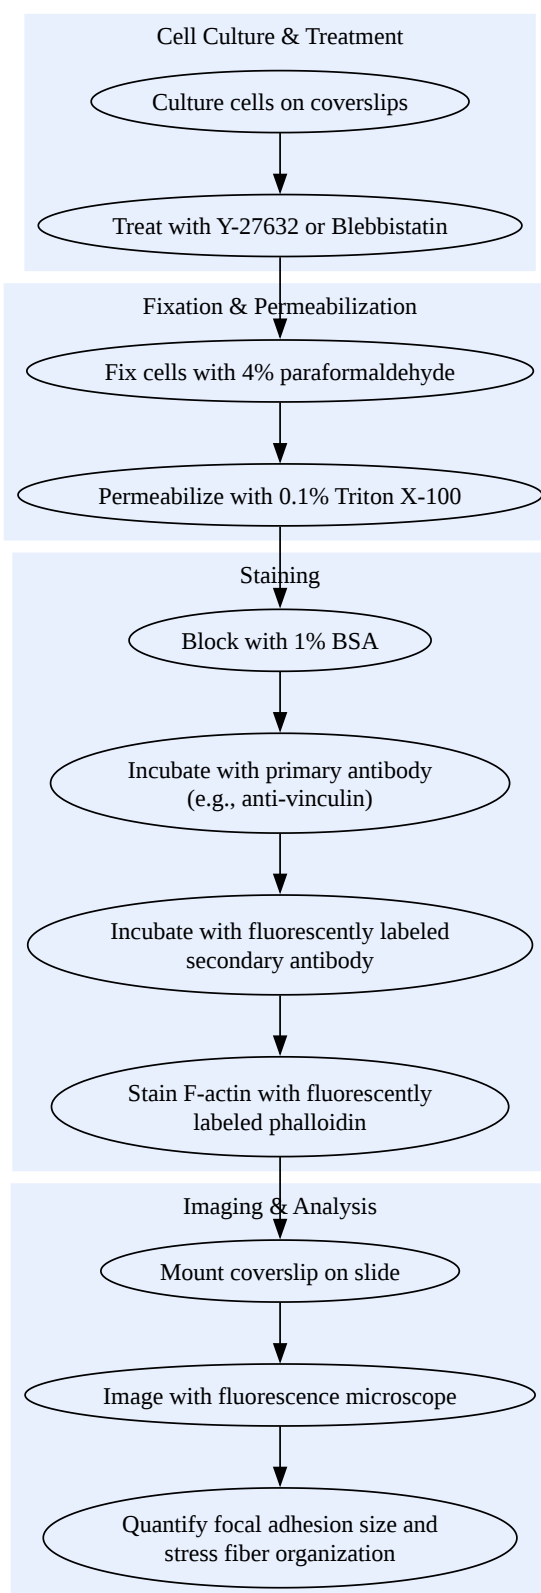 Cell Culture & Treatment
Culture cells on coverslips
Treat with Y-27632 or Blebbistatin
Fixation & Permeabilization
Fix cells with 4% paraformaldehyde
Permeabilize with 0.1% Triton X-100
Staining
Block with 1% BSA
Incubate with primary antibody
(e.g., anti-vinculin)
Incubate with fluorescently labeled
secondary antibody
Stain F-actin with fluorescently
labeled phalloidin
Imaging & Analysis
Mount coverslip on slide
Image with fluorescence microscope
Quantify focal adhesion size and
stress fiber organization